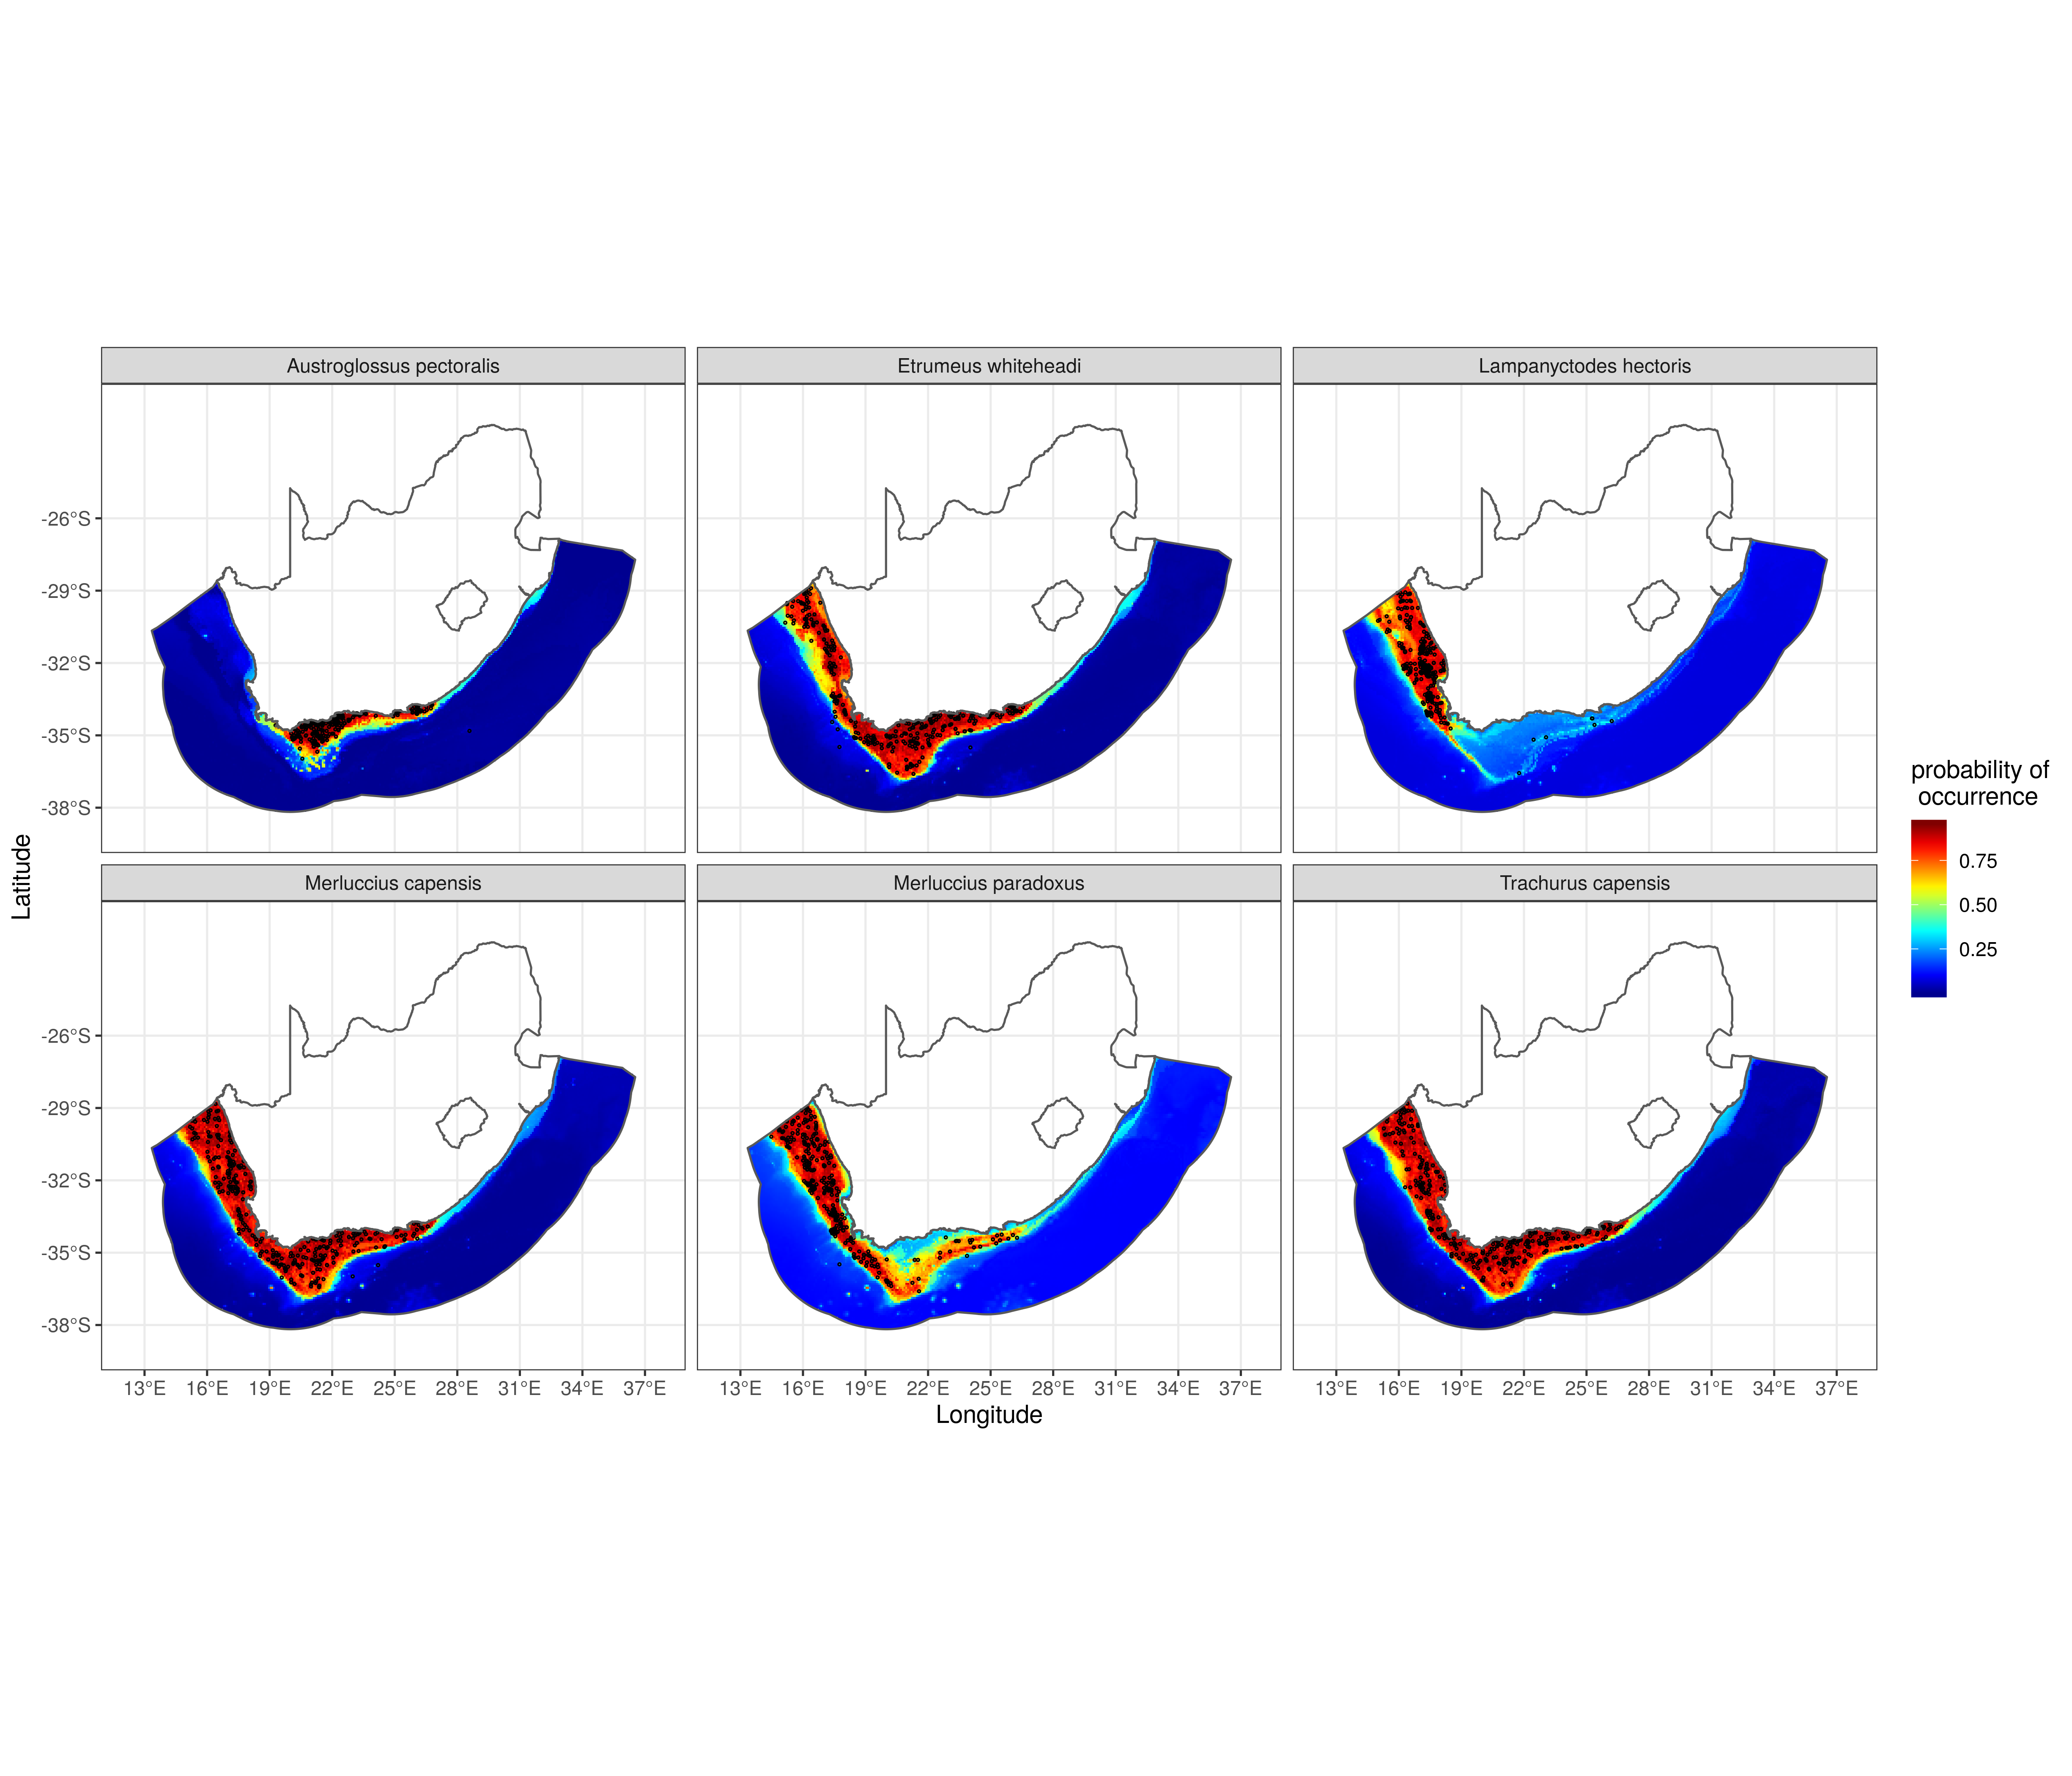 Austroglossus pectoralis
Etrumeus whiteheadi
Lampanyctodes hectoris
-26°S
-29°S
-32°S
-35°S
-38°S
Merluccius capensis
Merluccius paradoxus
Trachurus capensis
-26°S
-29°S
-32°S
-35°S
-38°S
13°E 16°E 19°E 22°E 25°E 28°E 31°E 34°E 37°E
13°E 16°E 19°E 22°E 25°E 28°E 31°E 34°E 37°E
13°E 16°E 19°E 22°E 25°E 28°E 31°E 34°E 37°E
Longitude
Latitude
probability of
occurrence
0.75
0.50
0.25